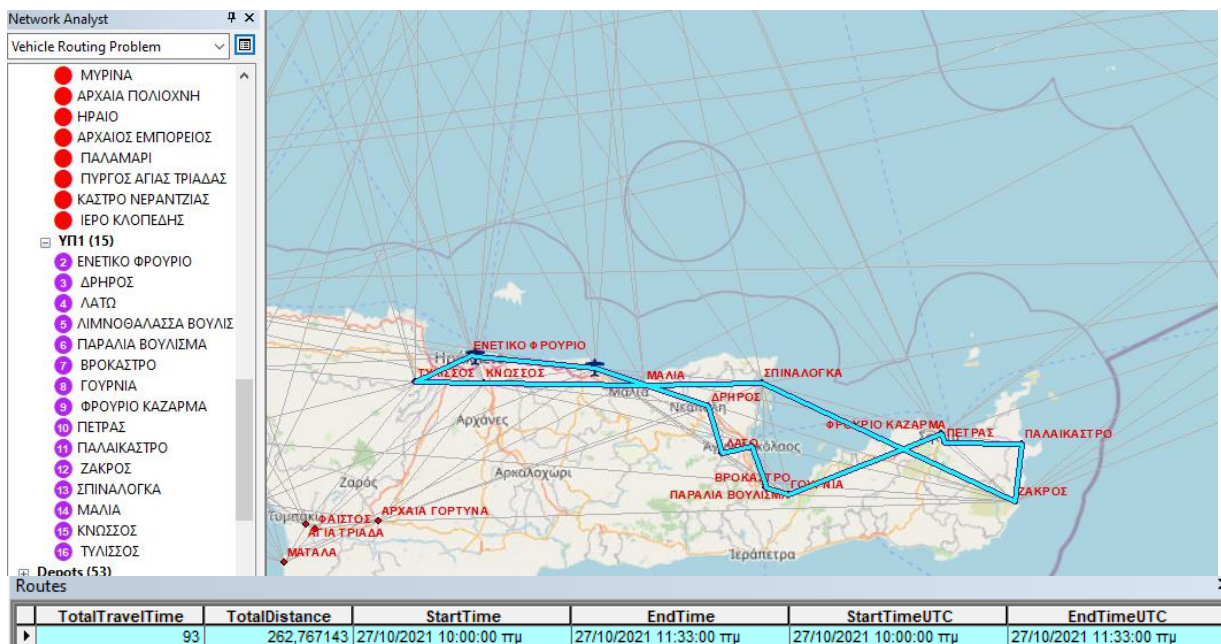 Network Analyst
Vehicle Routing Problem
ΜΥΡΙΝΑ
ΑΡΧΑΙΑ ΠΟΛΙΟΧΝΗ
ΗΡΑΙΟ
ΑΡΧΑΙΟΣ ΕΜΠΟΡΕΙΟΣ
ΠΑΛΑΜΑΡΙ
ΠΥΡΓΟΣ ΑΓΙΑΣ ΤΡΙΑΔΑΣ
ΚΑΣΤΡΟ ΝΕΡΑΝΤΖΙΑΣ
ΙΕΡΟ ΚΛΟΠΕΔΗΣ
ΥΠ1 (15)
2 ΕΝΕΤΙΚΟ ΦΡΟΥΡΙΟ
3 ΔΡΗΡΟΣ
4 ΛΑΤΩ
5 ΛΙΜΝΟΘΑΛΑΣΣΑ ΒΟΥΛΙΣ
6 ΠΑΡΑΛΙΑ ΒΟΥΛΙΣΜΑ
7 ΒΡΟΚΑΣΤΡΟ
8 ΓΟΥΡΝΙΑ
9 ΦΡΟΥΡΙΟ ΚΑΖΑΡΜΑ
10 ΠΕΤΡΑΣ
11 ΠΑΛΑΙΚΑΣΤΡΟ
12 ΖΑΚΡΟΣ
13 ΣΠΙΝΑΛΟΓΚΑ
14 ΜΑΛΙΑ
15 ΚΝΩΣΣΟΣ
16 ΤΥΛΙΣΣΟΣ
Depots (53)
ΕΝΕΤΙΚΟ ΦΡΟΥΡΙΟ
ΤΥΛΙΣΣΟΣ ΚΝΩΣΣΟΣ
ΜΑΛΙΑ
ΣΠΙΝΑΛΟΓΚΑ
Μάλια
Νεάπολη
ΔΡΗΡΟΣ
Αρχάνες
ΦΡΟΥΡΙΟ ΚΑΖΑΡΜΑ
ΠΕΤΡΑΣ
ΠΑΛΑΙΚΑΣΤΡΟ
ΛΑΤΩ
Αρκαλοχώρι
Ζαρός
ΒΡΟΚΑΣΤΡΟ
ΓΟΥΡΝΙΑ
ΠΑΡΑΛΙΑ ΒΟΥΛΙΣΜΑ
ΖΑΚΡΟΣ
ΑΡΧΑΙΑ ΓΟΡΤΥΝΑ
ΦΑΙΣΤΟΣ
ΑΓΙΑ ΤΡΙΑΔΑ
ΜΑΤΑΛΑ
Ιεράπετρα
Routes
TotalTravelTime TotalDistance StartTime EndTime StartTimeUTC EndTimeUTC
93 262,767143 27/10/2021 10:00:00 πμ 27/10/2021 11:33:00 πμ 27/10/2021 10:00:00 πμ 27/10/2021 11:33:00 πμ